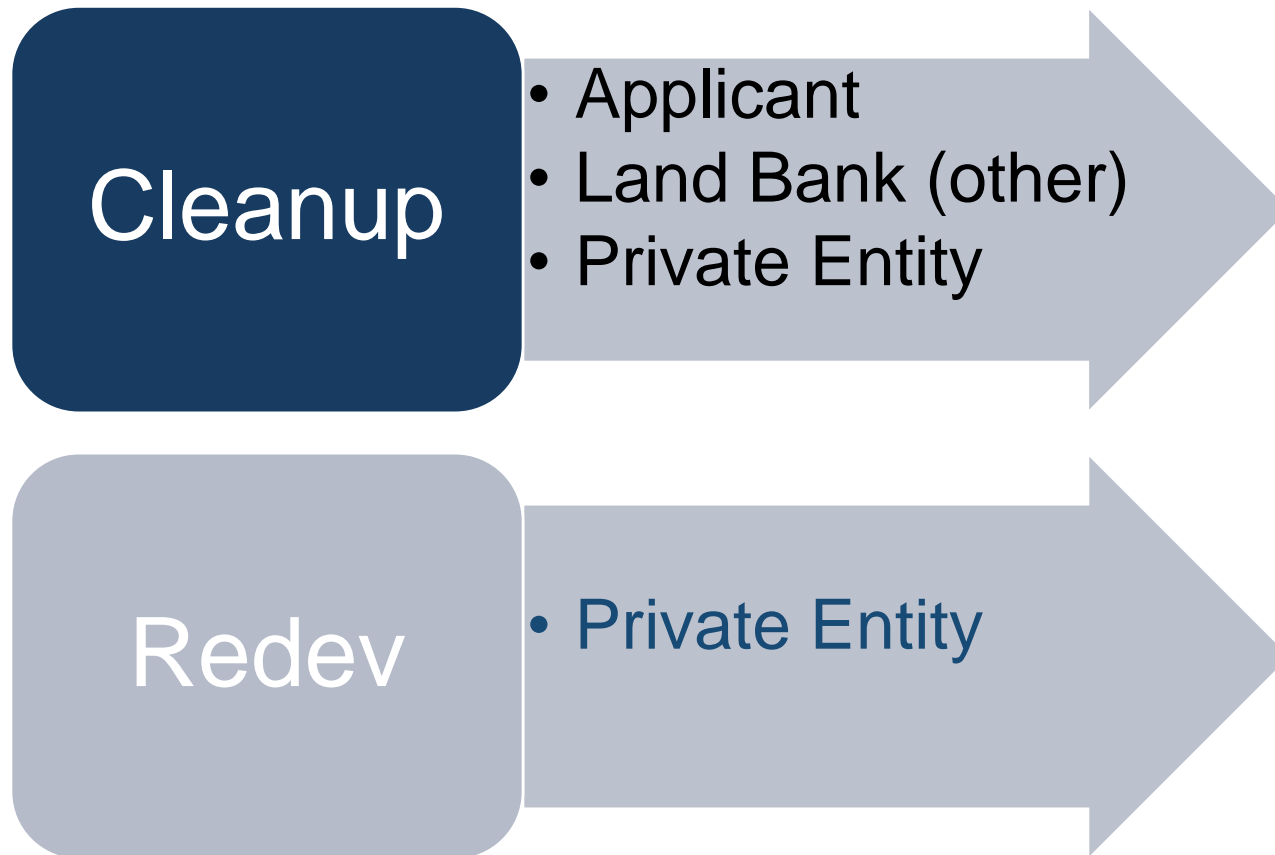 Cleanup
• Applicant
• Land Bank (other)
• Private Entity
Redev
• Private Entity